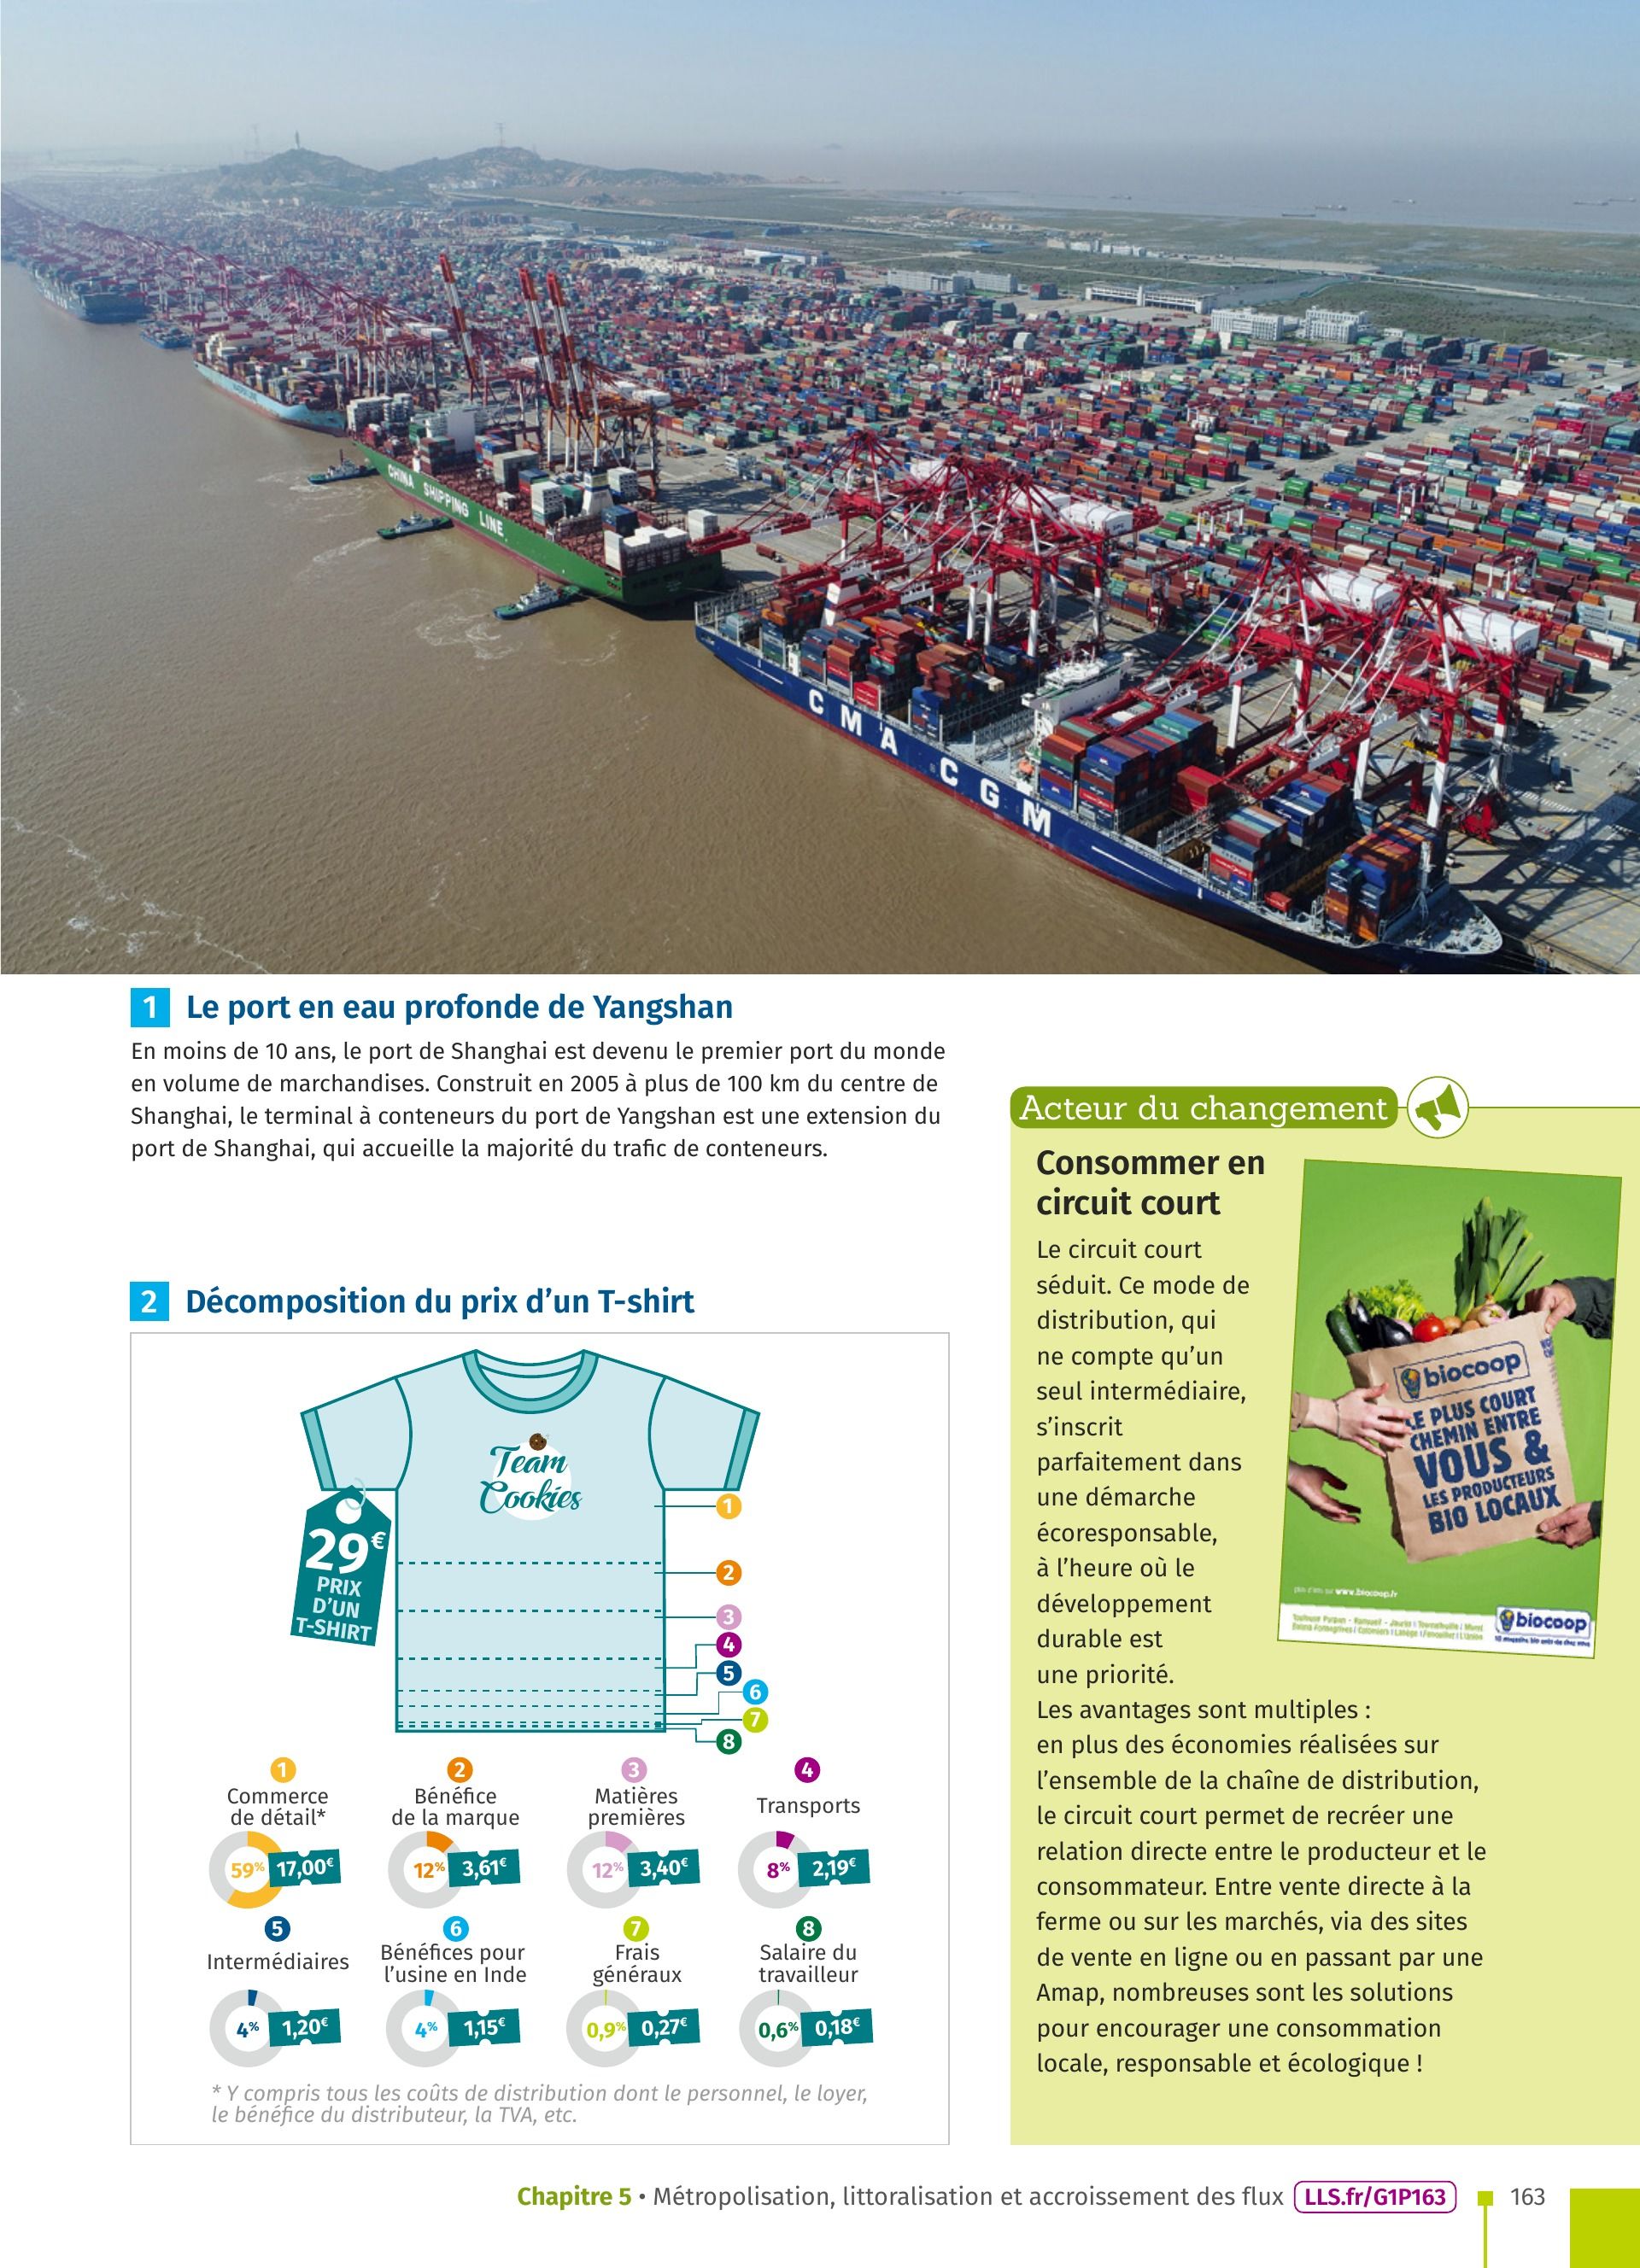 CHINA SHIPPING LINE
CMA CGM
1 Le port en eau profonde de Yangshan
En moins de 10 ans, le port de Shanghai est devenu le premier port du monde
en volume de marchandises. Construit en 2005 à plus de 100 km du centre de
Shanghai, le terminal à conteneurs du port de Yangshan est une extension du
port de Shanghai, qui accueille la majorité du trafic de conteneurs.
2 Décomposition du prix d’un T-shirt
Team
Cookies
29€
PRIX
D’UN
T-SHIRT
1
2
3
4
5
6
7
8
1
Commerce
de détail*
59% 17,00€
2
Bénéfice
de la marque
12% 3,61€
3
Matières
premières
12% 3,40€
4
Transports
8% 2,19€
5
Intermédiaires
4% 1,20€
6
Bénéfices pour
l’usine en Inde
4% 1,15€
7
Frais
généraux
0,9% 0,27€
8
Salaire du
travailleur
0,6% 0,18€
* Y compris tous les coûts de distribution dont le personnel, le loyer,
le bénéfice du distributeur, la TVA, etc.
Acteur du changement
Consommer en
circuit court
Le circuit court
séduit. Ce mode de
distribution, qui
ne compte qu’un
seul intermédiaire,
s’inscrit
parfaitement dans
une démarche
écoresponsable,
à l’heure où le
développement
durable est
une priorité.
Les avantages sont multiples :
en plus des économies réalisées sur
l’ensemble de la chaîne de distribution,
le circuit court permet de recréer une
relation directe entre le producteur et le
consommateur. Entre vente directe à la
ferme ou sur les marchés, via des sites
de vente en ligne ou en passant par une
Amap, nombreuses sont les solutions
pour encourager une consommation
locale, responsable et écologique !
biocoop
LE PLUS COURT
CHEMIN ENTRE
VOUS &
LES PRODUCTEURS
BIO LOCAUX
www.biocoop.fr
biocoop
Chapitre 5 • Métropolisation, littoralisation et accroissement des flux LLS.fr/G1P163 163